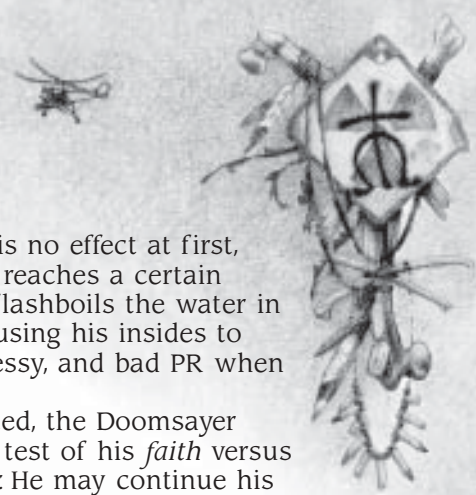 is no effect at first,
reaches a certain
lashboils the water in
using his insides to
essy, and bad PR when
ed, the Doomsayer
test of his faith versus
He may continue his